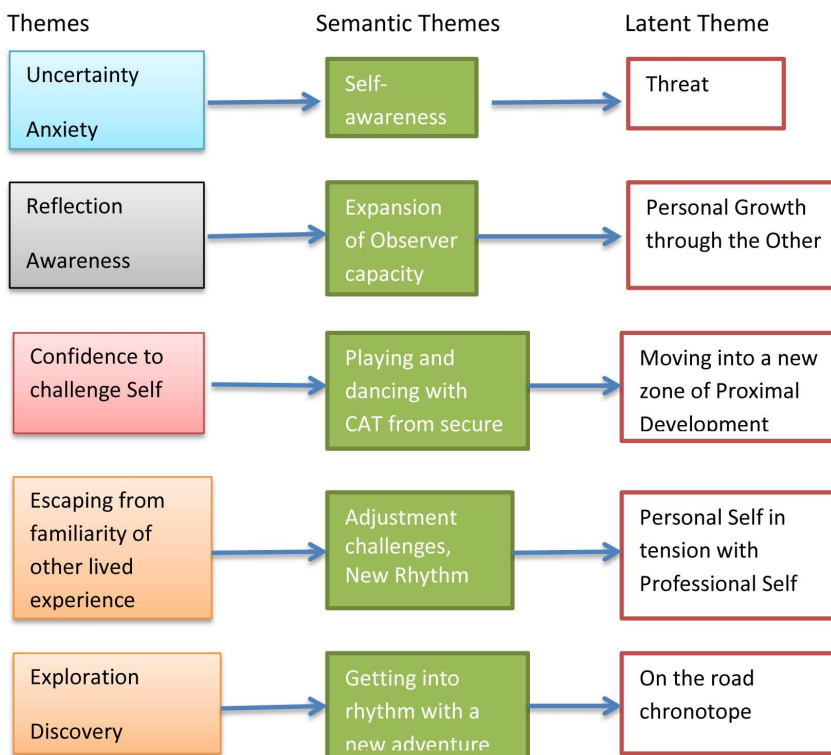 Themes
Semantic Themes
Latent Theme
Uncertainty
Anxiety
Self-
awareness
Threat
Reflection
Awareness
Expansion
of Observer
capacity
Personal Growth
through the Other
Confidence to
challenge Self
Playing and
dancing with
CAT from secure
Moving into a new
zone of Proximal
Development
Escaping from
familiarity of
other lived
experience
Adjustment
challenges,
New Rhythm
Personal Self in
tension with
Professional Self
Exploration
Discovery
Getting into
rhythm with a
new adventure
On the road
chronotope